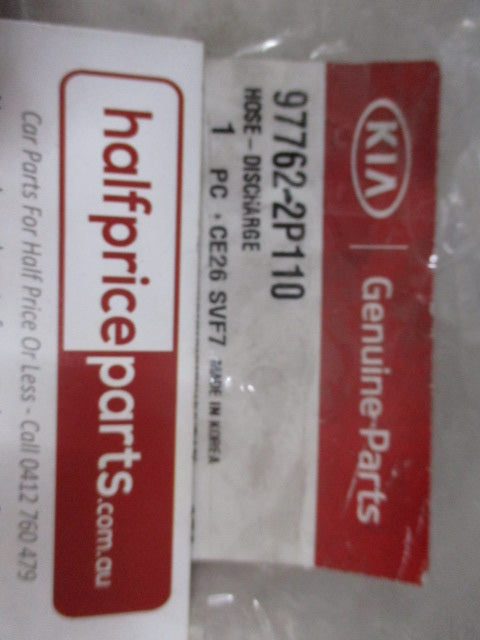 KIA Genuine Parts
97762-2P110
HOSE - DISCHARGE
1 PC . CE26 SVF7 MADE IN KOREA
halfpriceparts.com.au
Car Parts For Half Price Or Less - Call 0412 760 479